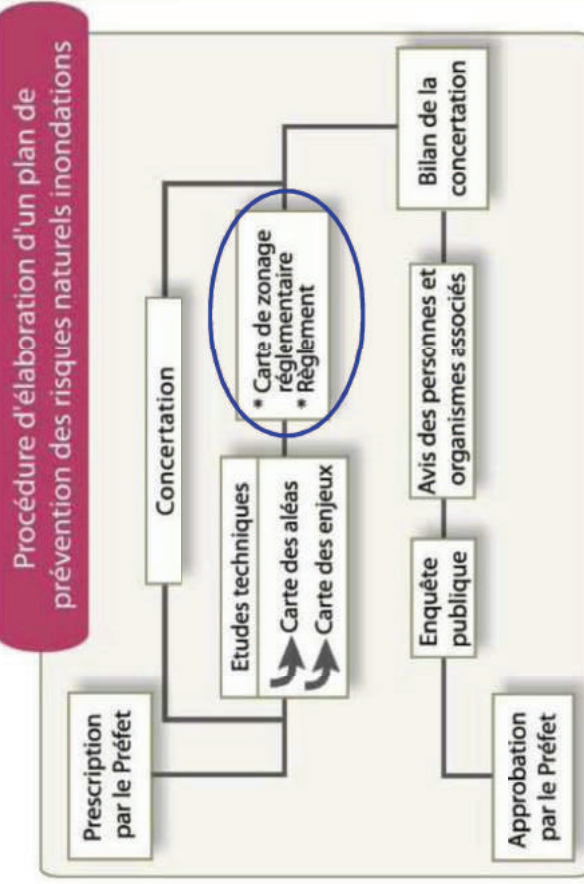 Procédure d'élaboration d'un plan de
prévention des risques naturels inondations
Prescription
par le Préfet
Concertation
Etudes techniques
Carte des aléas
Carte des enjeux
* Carte de zonage
réglementaire
* Règlement
Bilan de la
concertation
Avis des personnes et
organismes associés
Enquête
publique
Approbation
par le Préfet